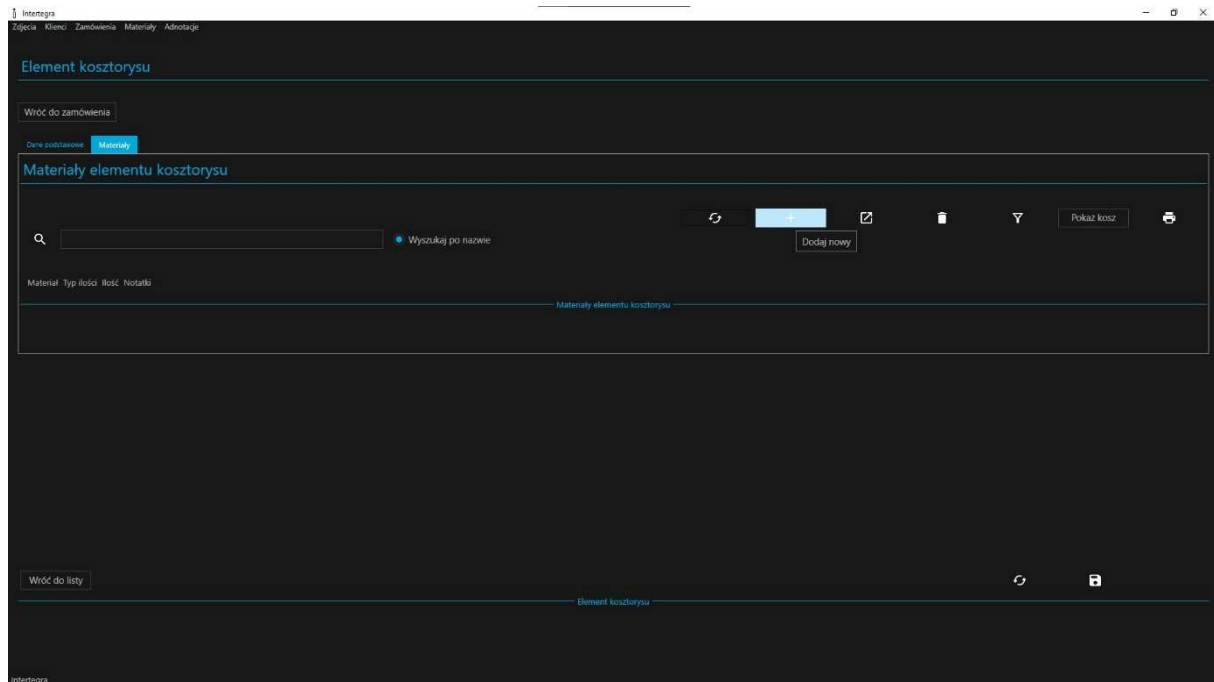 Intertegra
Zdjęcia Klienci Zamówienia Materiały Adnotacje
Element kosztorysu
Wróć do zamówienia
Dane podstawowe Materiały
Materiały elementu kosztorysu
Pokaż kosz
Wyszukaj po nazwie
Dodaj nowy
Materiał Typ ilości Ilość Notatki
Materiały elementu kosztorysu
Wróć do listy
Element kosztorysu
Intertegra